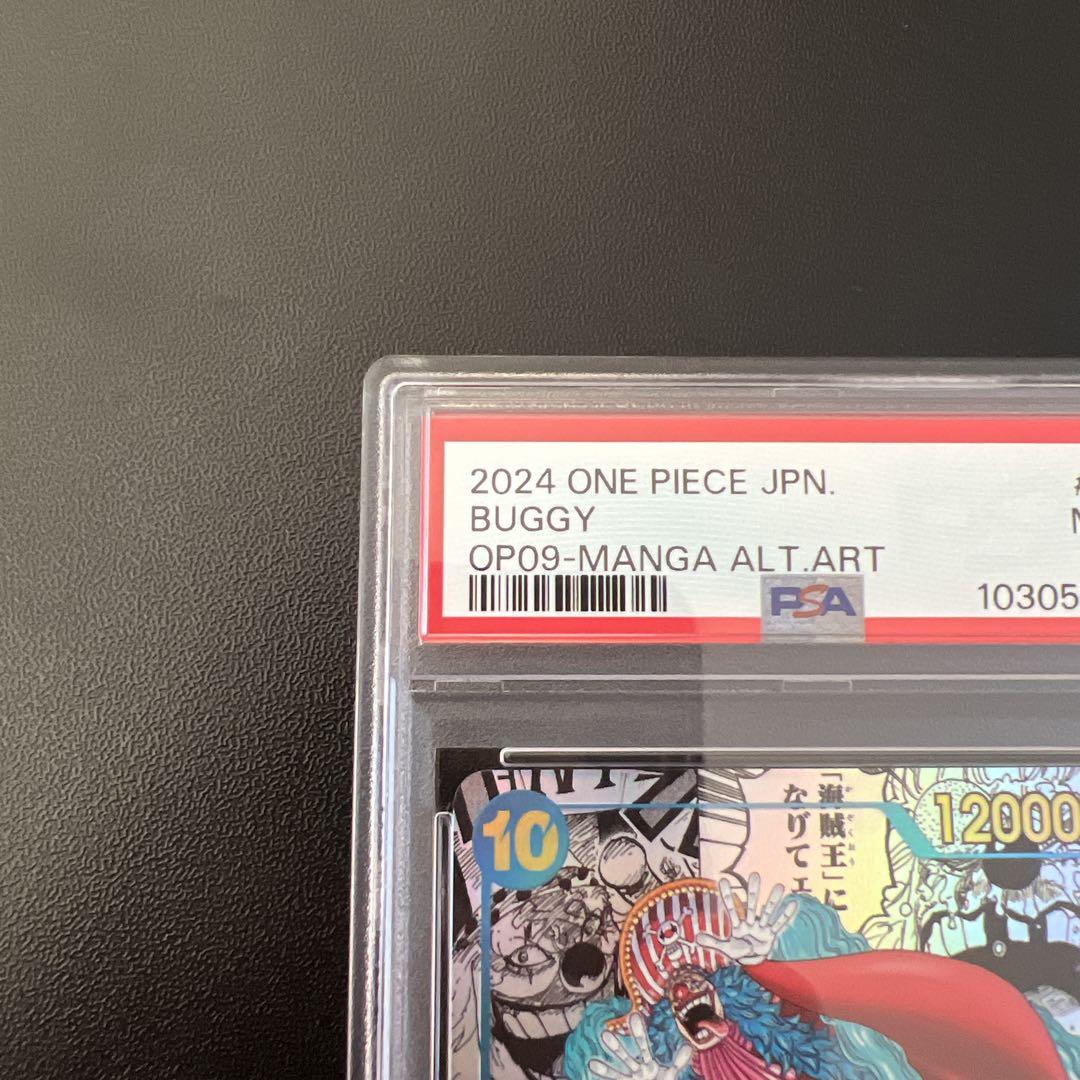 2024 ONE PIECE JPN.
BUGGY
OP09-MANGA ALT.ART
PSA
10305
10
12000
「海賊王」に
なりてェ